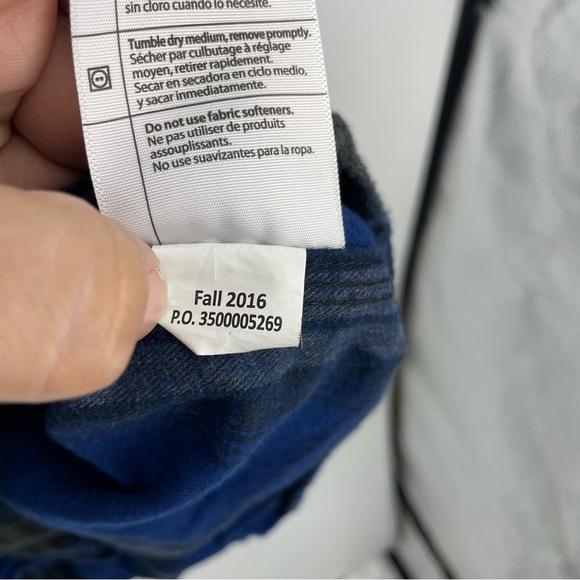 sin cloro cuando lo necesite.
Tumble dry medium, remove promptly.
Sécher par culbutage à réglage
moyen, retirer rapidement.
Secar en secadora en ciclo medio,
y sacar inmediatamente.
Do not use fabric softeners.
Ne pas utiliser de produits
assouplissants.
No use suavizantes para la ropa.
Fall 2016
P.O. 3500005269